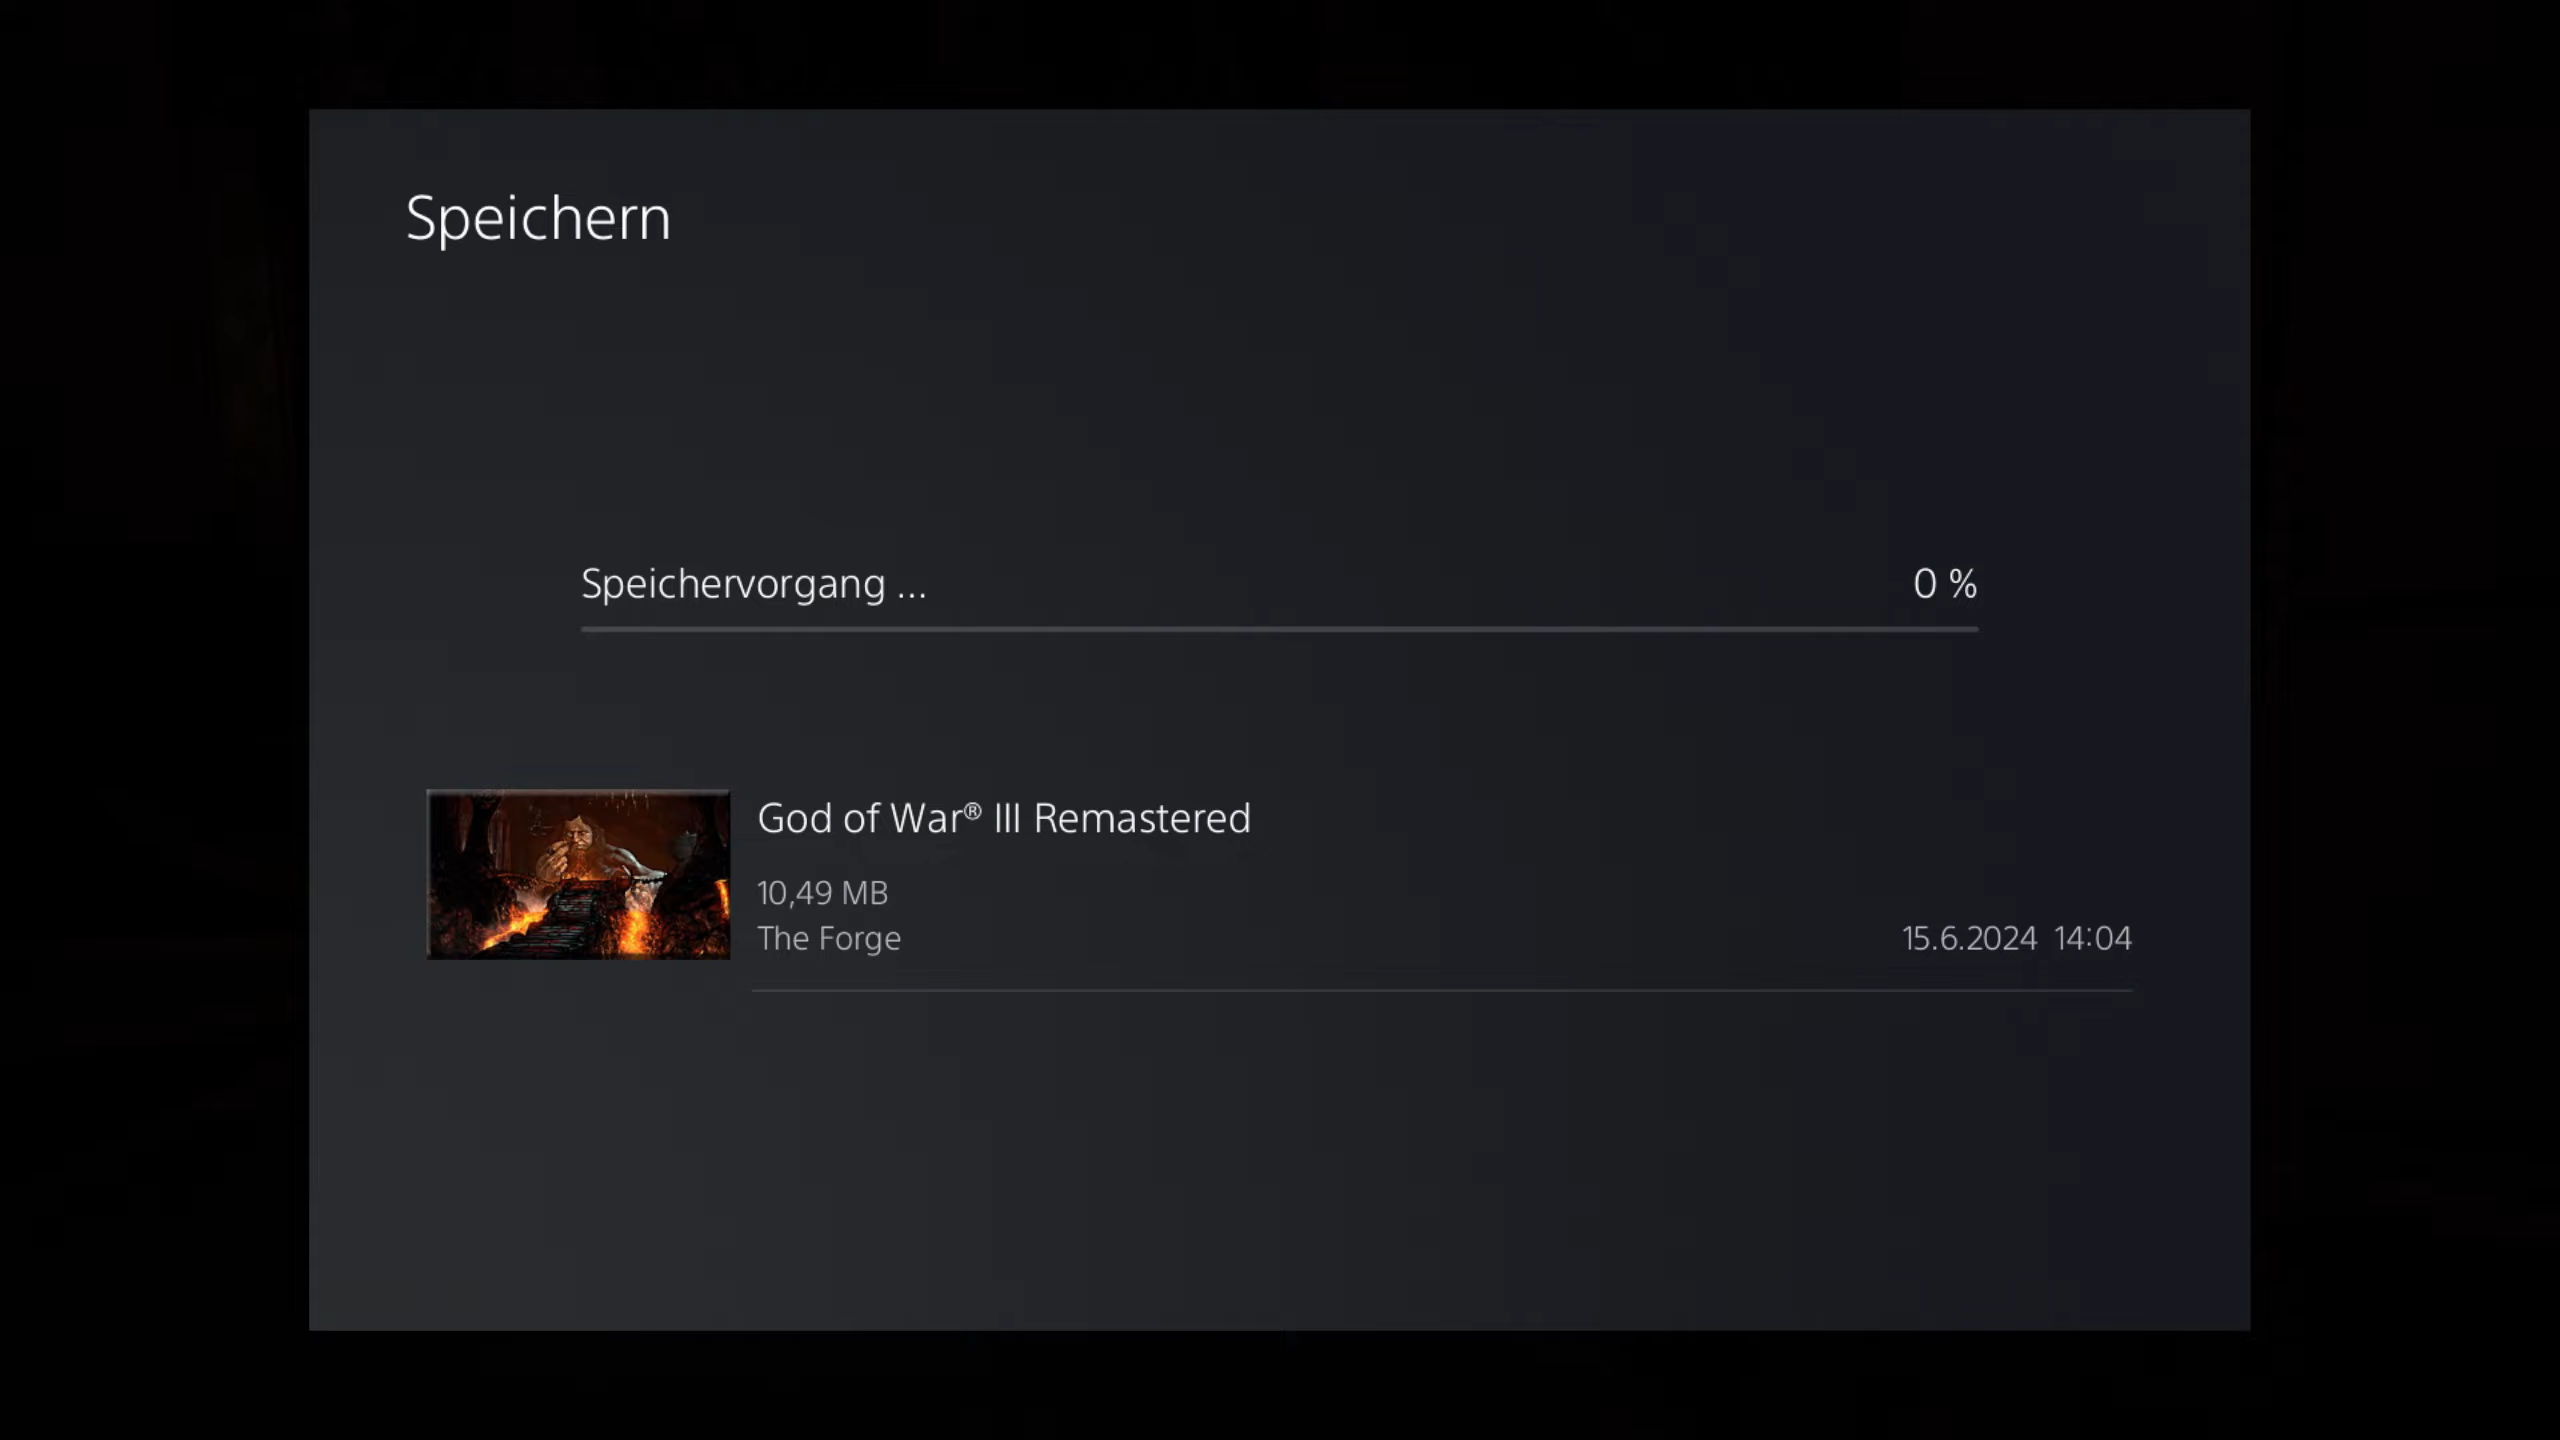 Speichern
Speichervorgang ... 0 %
God of War® III Remastered
10,49 MB
The Forge 15.6.2024 14:04